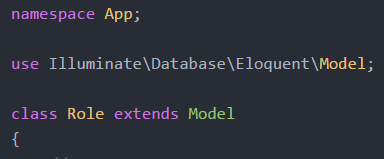 namespace App;
use Illuminate\Database\Eloquent\Model;
class Role extends Model
{